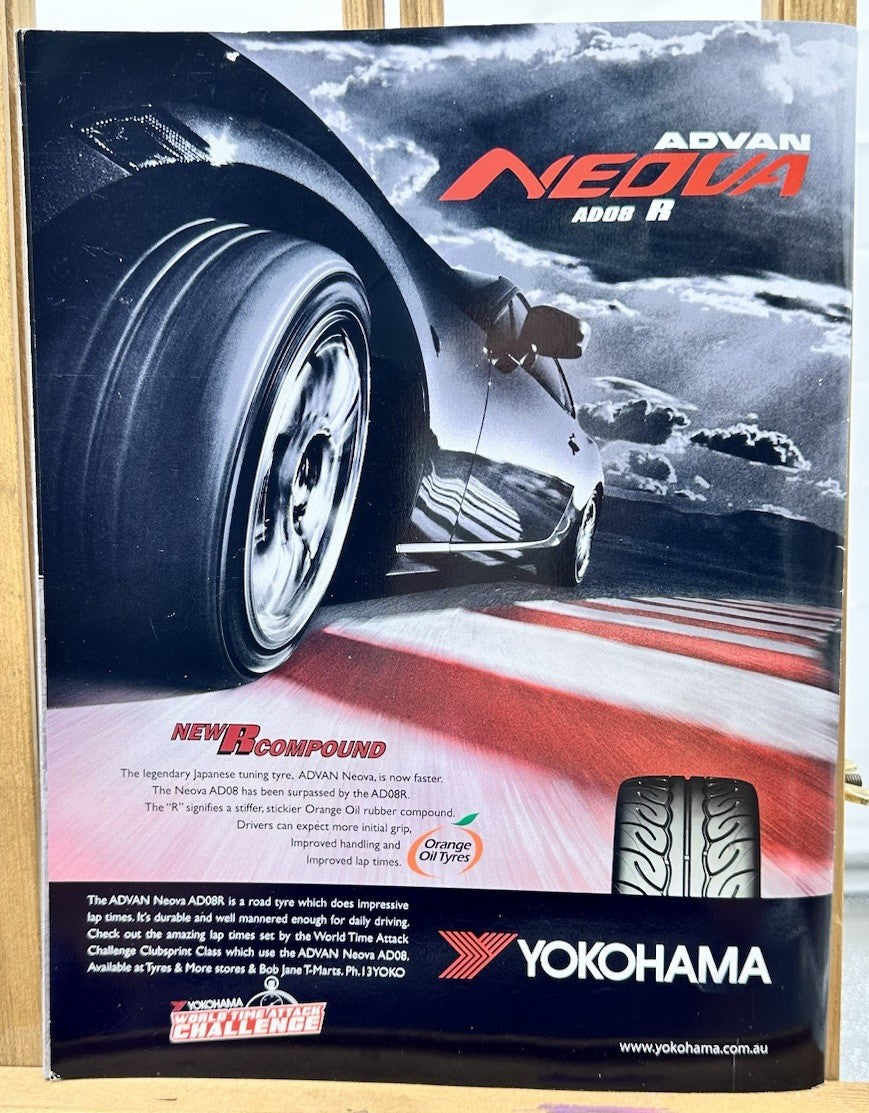 ADVAN
NEOVA
AD08 R
NEW R COMPOUND
The legendary Japanese tuning tyre, ADVAN Neova, is now faster.
The Neova AD08 has been surpassed by the AD08R.
The "R" signifies a stiffer, stickier Orange Oil rubber compound.
Drivers can expect more initial grip,
Improved handling and
Improved lap times.
Orange
Oil Tyres
The ADVAN Neova AD08R is a road tyre which does impressive
lap times. It's durable and well mannered enough for daily driving.
Check out the amazing lap times set by the World Time Attack
Challenge Clubsprint Class which use the ADVAN Neova AD08.
Available at Tyres & More stores & Bob Jane T-Marts. Ph.13YOKO
YOKOHAMA
YOKOHAMA
WORLD TIME ATTACK
CHALLENGE
www.yokohama.com.au